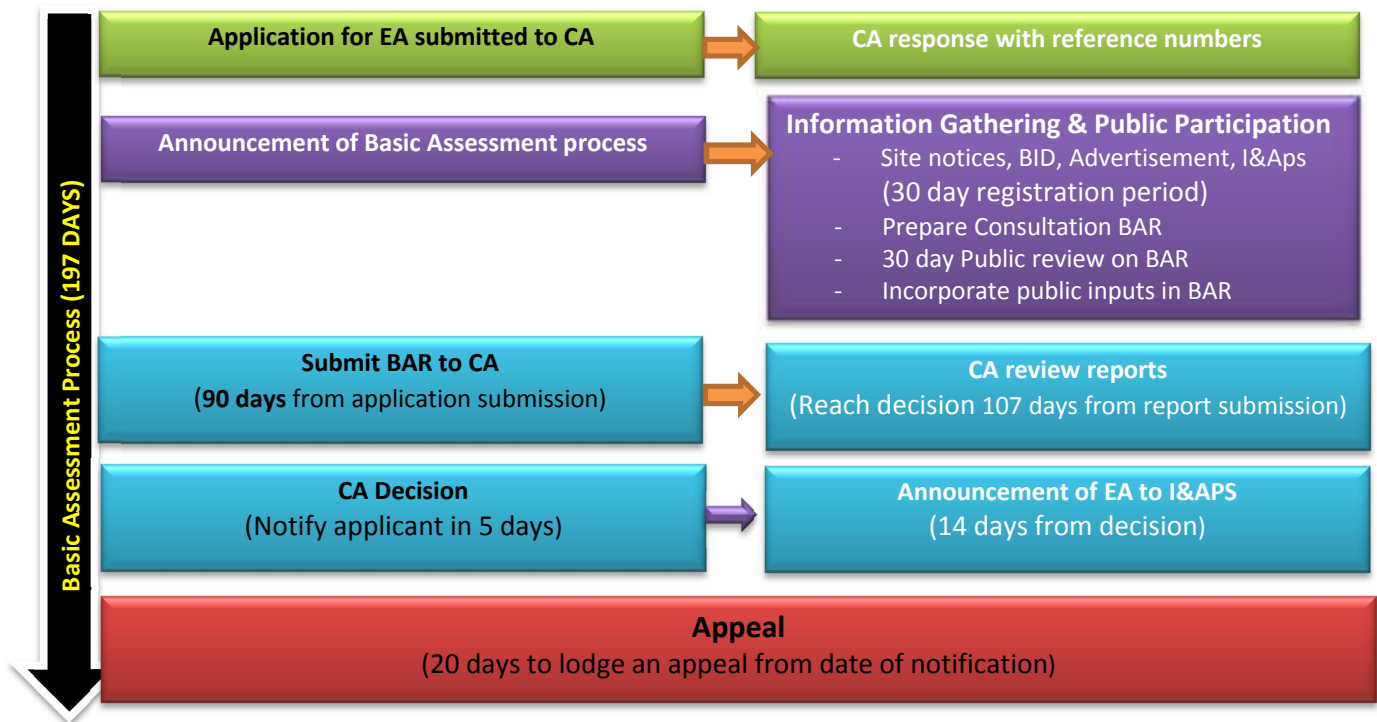 Basic Assessment Process (197 DAYS)
Application for EA submitted to CA
CA response with reference numbers
Announcement of Basic Assessment process
Information Gathering & Public Participation
- Site notices, BID, Advertisement, I&Aps
(30 day registration period)
- Prepare Consultation BAR
- 30 day Public review on BAR
- Incorporate public inputs in BAR
Submit BAR to CA
(90 days from application submission)
CA review reports
(Reach decision 107 days from report submission)
CA Decision
(Notify applicant in 5 days)
Announcement of EA to I&APS
(14 days from decision)
Appeal
(20 days to lodge an appeal from date of notification)